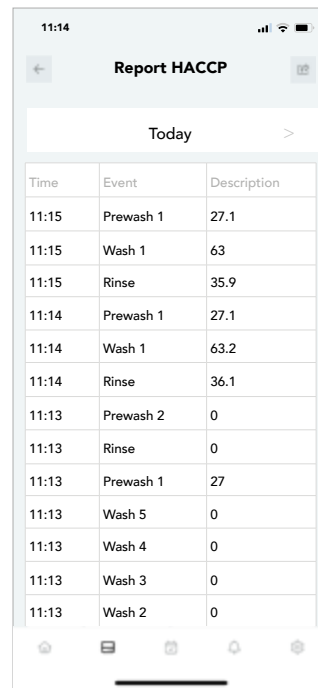 11:14
Report HACCP
Today >
Time Event Description
11:15 Prewash 1 27.1
11:15 Wash 1 63
11:15 Rinse 35.9
11:14 Prewash 1 27.1
11:14 Wash 1 63.2
11:14 Rinse 36.1
11:13 Prewash 2 0
11:13 Rinse 0
11:13 Prewash 1 27
11:13 Wash 5 0
11:13 Wash 4 0
11:13 Wash 3 0
11:13 Wash 2 0